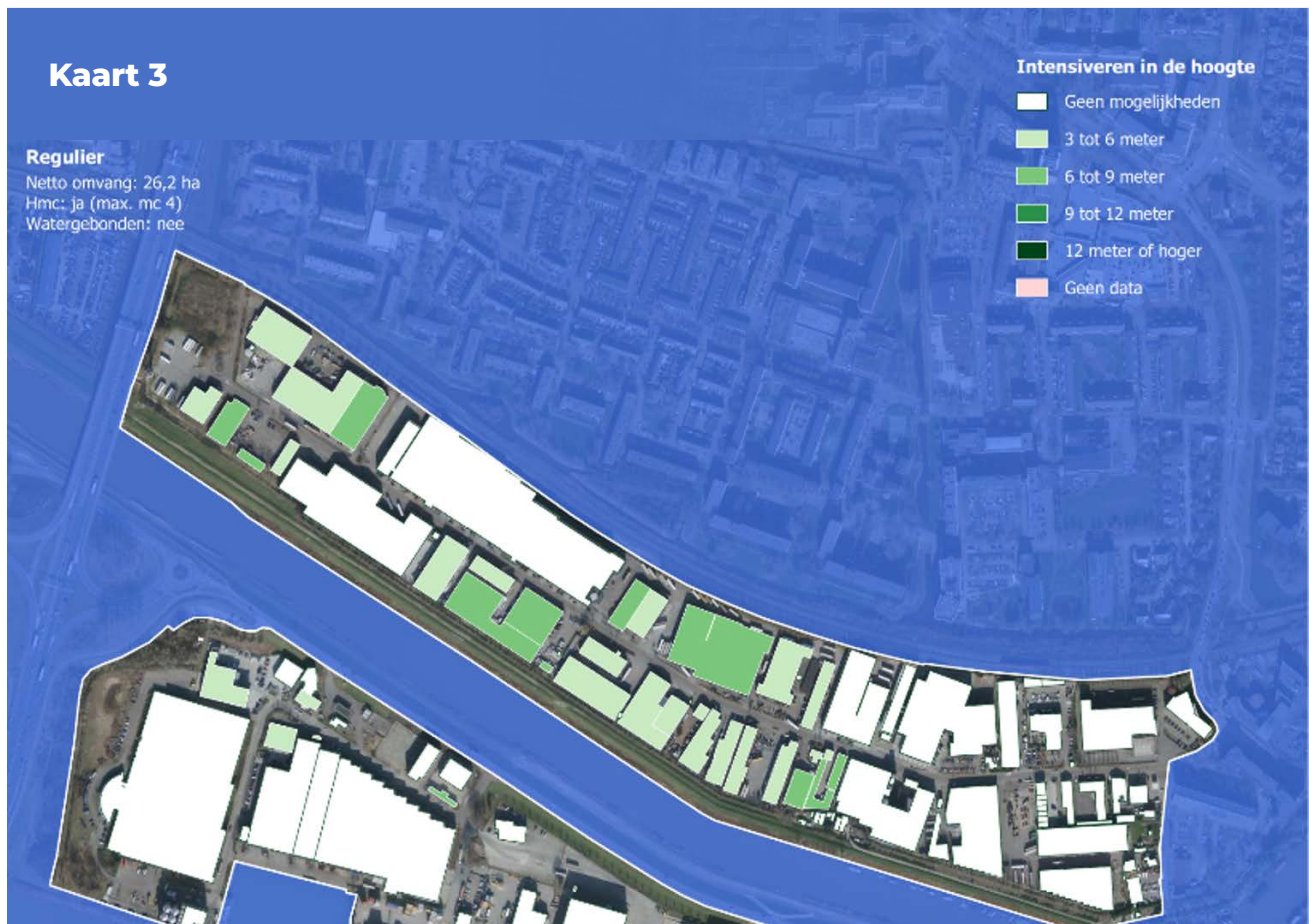 Kaart 3
Regulier
Netto omvang: 26,2 ha
Hmc: ja (max. mc 4)
Watergebonden: nee
Intensiveren in de hoogte
Geen mogelijkheden
3 tot 6 meter
6 tot 9 meter
9 tot 12 meter
12 meter of hoger
Geen data